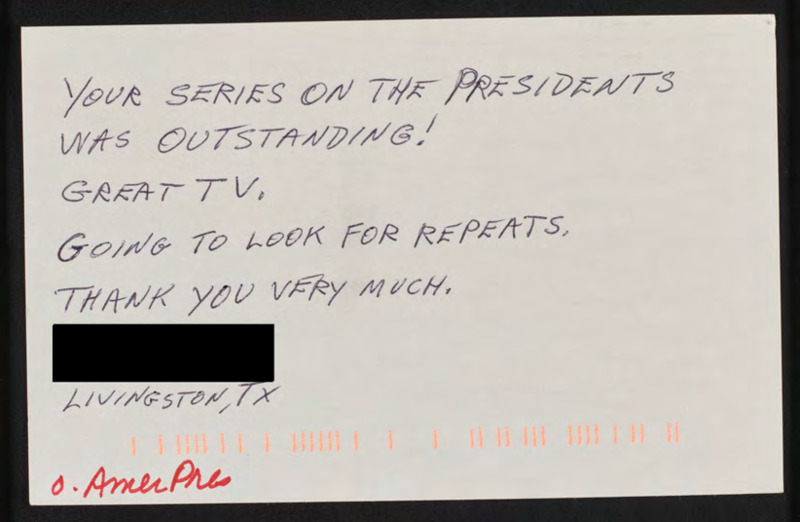 YOUR SERIES ON THE PRESIDENTS
WAS OUTSTANDING!
GREAT TV.
GOING TO LOOK FOR REPEATS.
THANK YOU VERY MUCH.
LIVINGSTON, TX
o. AmerPres